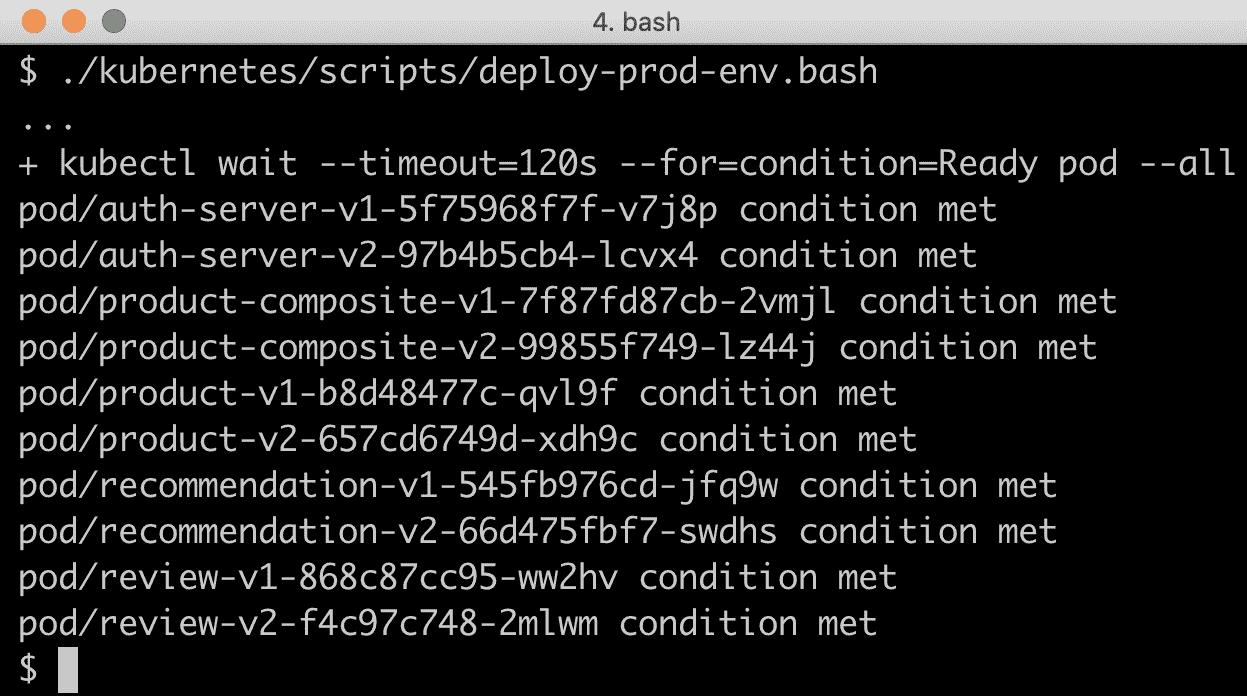 4. bash
$ ./kubernetes/scripts/deploy-prod-env.bash
...
+ kubectl wait --timeout=120s --for=condition=Ready pod --all
pod/auth-server-v1-5f75968f7f-v7j8p condition met
pod/auth-server-v2-97b4b5cb4-lcvx4 condition met
pod/product-composite-v1-7f87fd87cb-2vmjl condition met
pod/product-composite-v2-99855f749-lz44j condition met
pod/product-v1-b8d48477c-qvl9f condition met
pod/product-v2-657cd6749d-xdh9c condition met
pod/recommendation-v1-545fb976cd-jfq9w condition met
pod/recommendation-v2-66d475fbf7-swdhs condition met
pod/review-v1-868c87cc95-ww2hv condition met
pod/review-v2-f4c97c748-2mlwm condition met
$